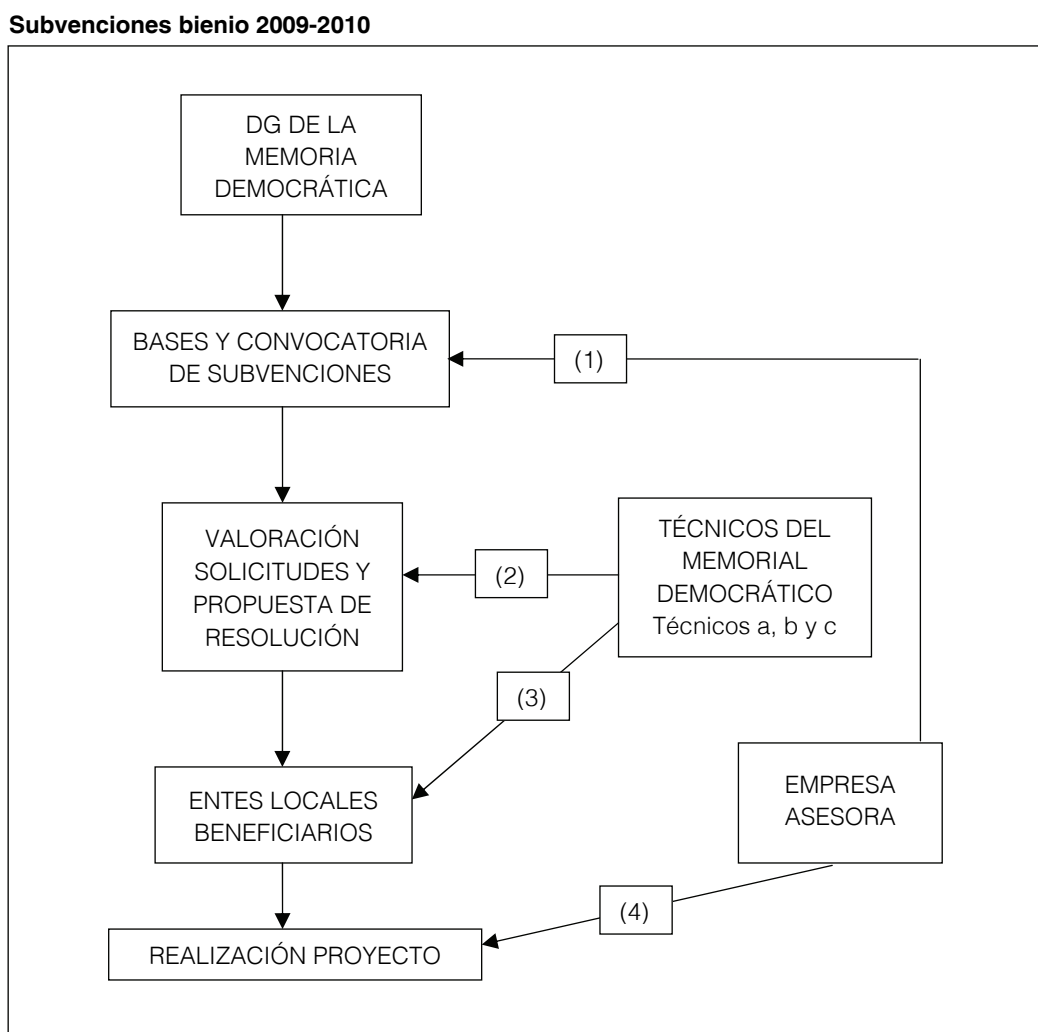 Subvenciones bienio 2009-2010
DG DE LA
MEMORIA
DEMOCRÁTICA
BASES Y CONVOCATORIA
DE SUBVENCIONES
(1)
VALORACIÓN
SOLICITUDES Y
PROPUESTA DE
RESOLUCIÓN
(2)
TÉCNICOS DEL
MEMORIAL
DEMOCRÁTICO
Técnicos a, b y c
(3)
ENTES LOCALES
BENEFICIARIOS
EMPRESA
ASESORA
(4)
REALIZACIÓN PROYECTO